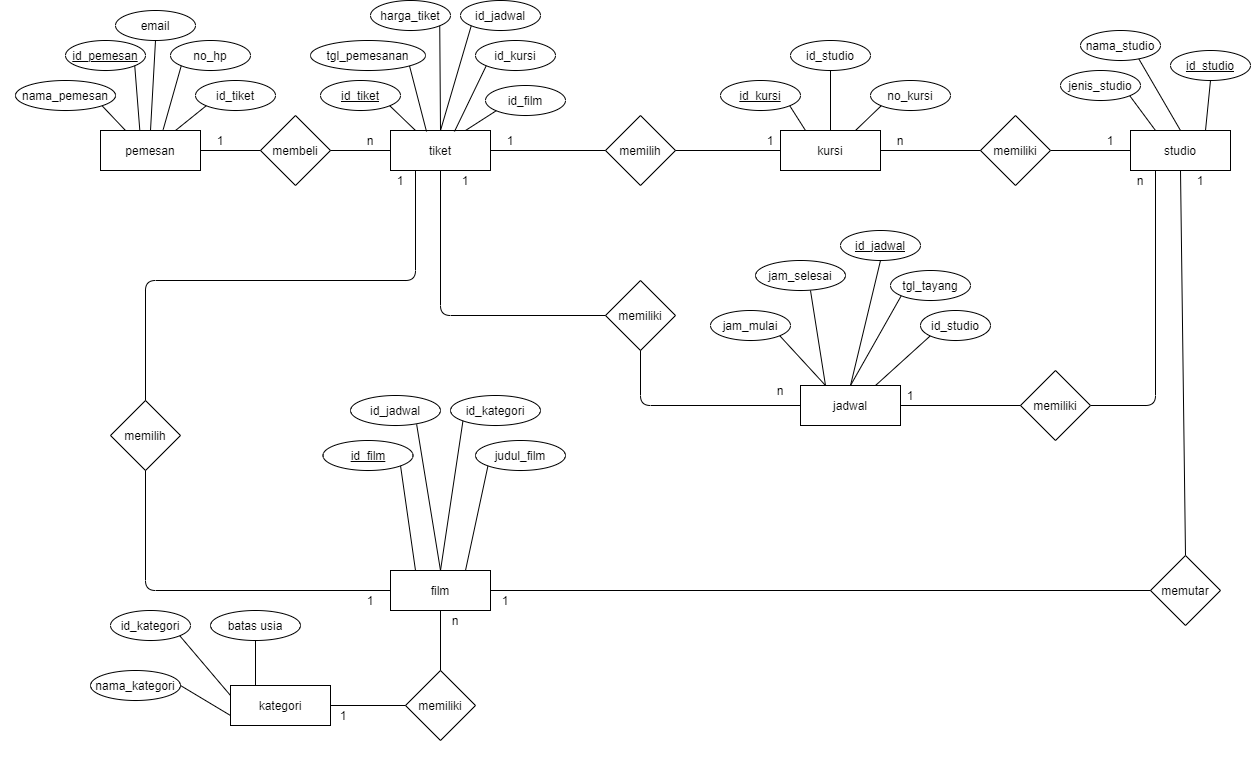 harga_tiket
id_jadwal
email
id_pemesan
no_hp
nama_pemesan
id_tiket
tgl_pemesanan
id_kursi
id_tiket
id_film
id_studio
id_kursi
no_kursi
nama_studio
id_studio
jenis_studio
pemesan
1
membeli
n
tiket
1
memilih
1
kursi
n
memiliki
1
studio
1
1
n
1
id_jadwal
jam_selesai
tgl_tayang
jam_mulai
id_studio
memiliki
n
jadwal
1
memiliki
memilih
id_jadwal
id_kategori
id_film
judul_film
1
film
1
n
memutar
id_kategori
batas usia
nama_kategori
kategori
1
memiliki